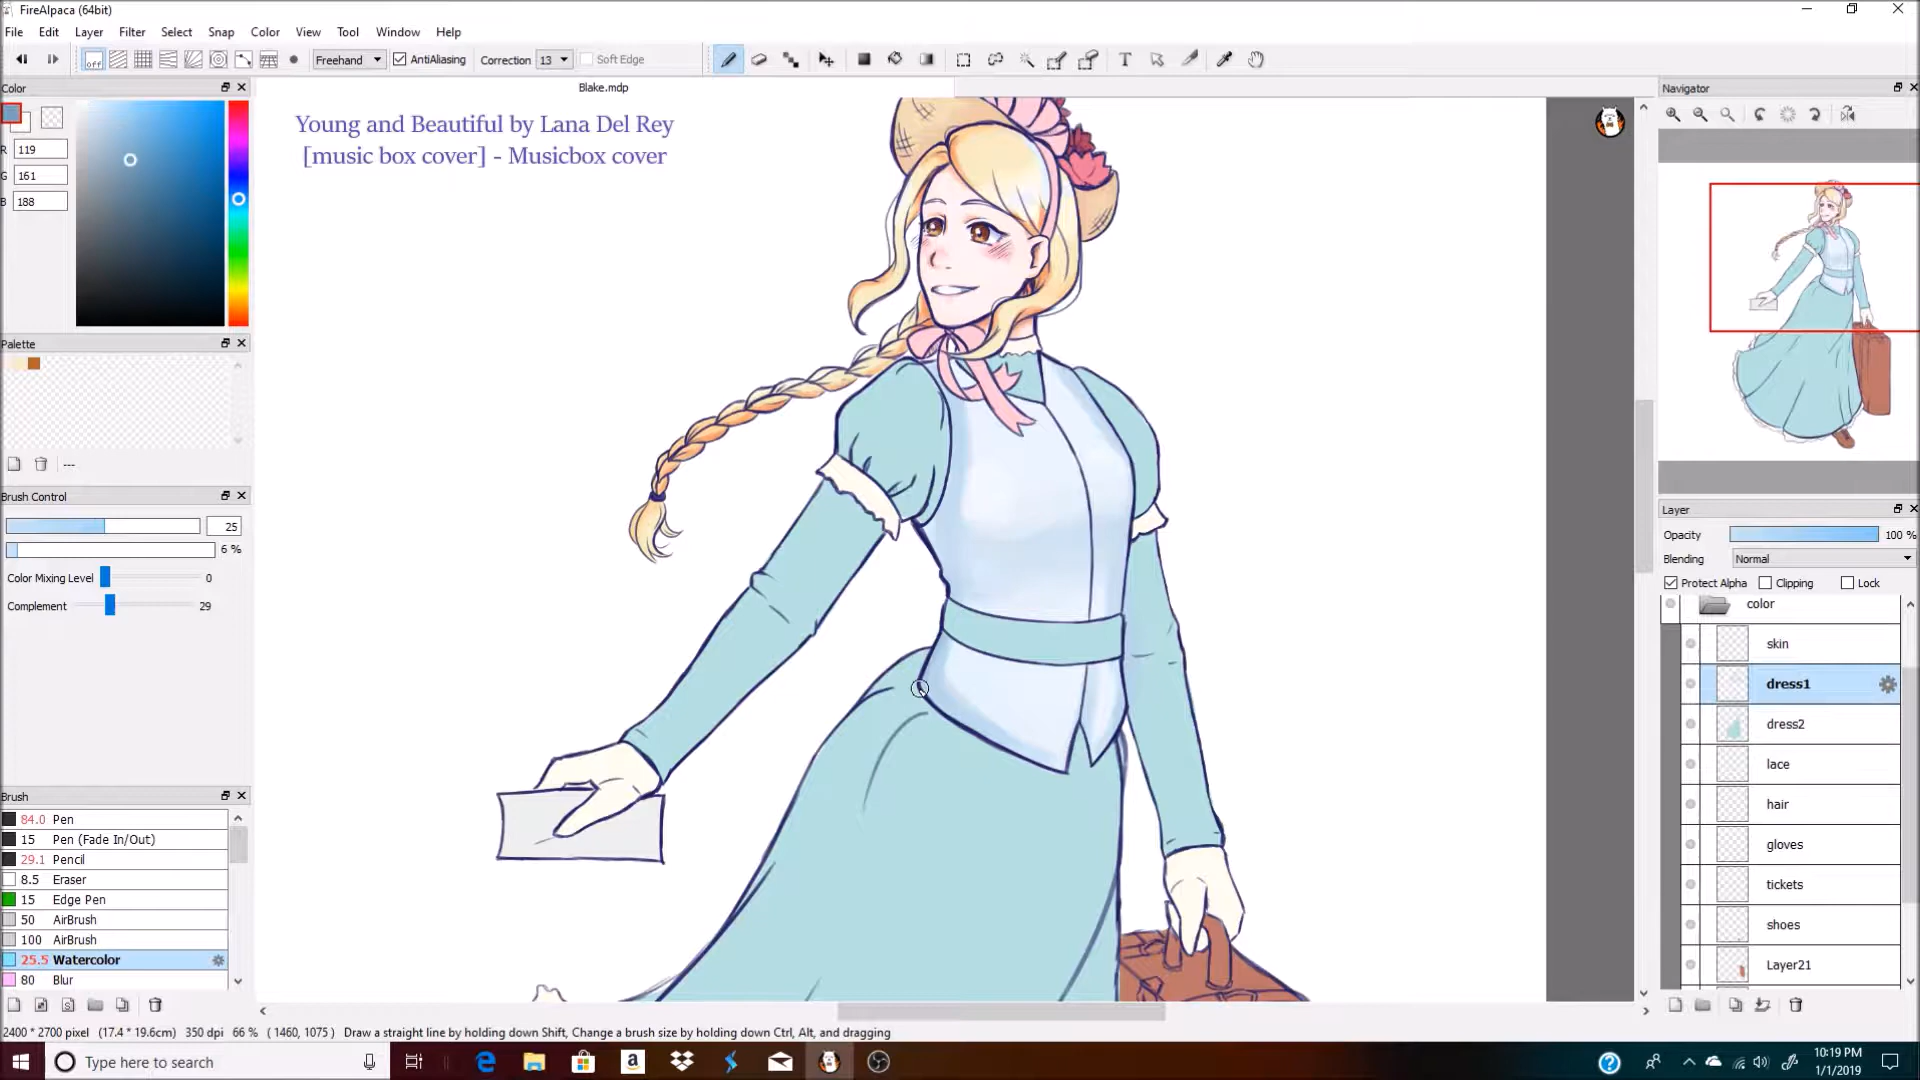 FireAlpaca (64bit)
File Edit Layer Filter Select Snap Color View Tool Window Help
off Freehand AntiAliasing Correction 13 Soft Edge T
Color
Blake.mdp
Navigator
R 119
G 161
B 188
Young and Beautiful by Lana Del Rey
[music box cover] - Musicbox cover
Palette
---
Brush Control
25
6 %
Color Mixing Level 0
Complement 29
Layer
Opacity 100 %
Blending Normal
Protect Alpha Clipping Lock
color
skin
dress1
dress2
lace
hair
gloves
tickets
shoes
Layer21
Brush
84.0 Pen
15 Pen (Fade In/Out)
29.1 Pencil
8.5 Eraser
15 Edge Pen
50 AirBrush
100 AirBrush
25.5 Watercolor
80 Blur
2400 * 2700 pixel (17.4 * 19.6cm) 350 dpi 66 % ( 1460, 1075 ) Draw a straight line by holding down Shift, Change a brush size by holding down Ctrl, Alt, and dragging
Type here to search
10:19 PM
1/1/2019